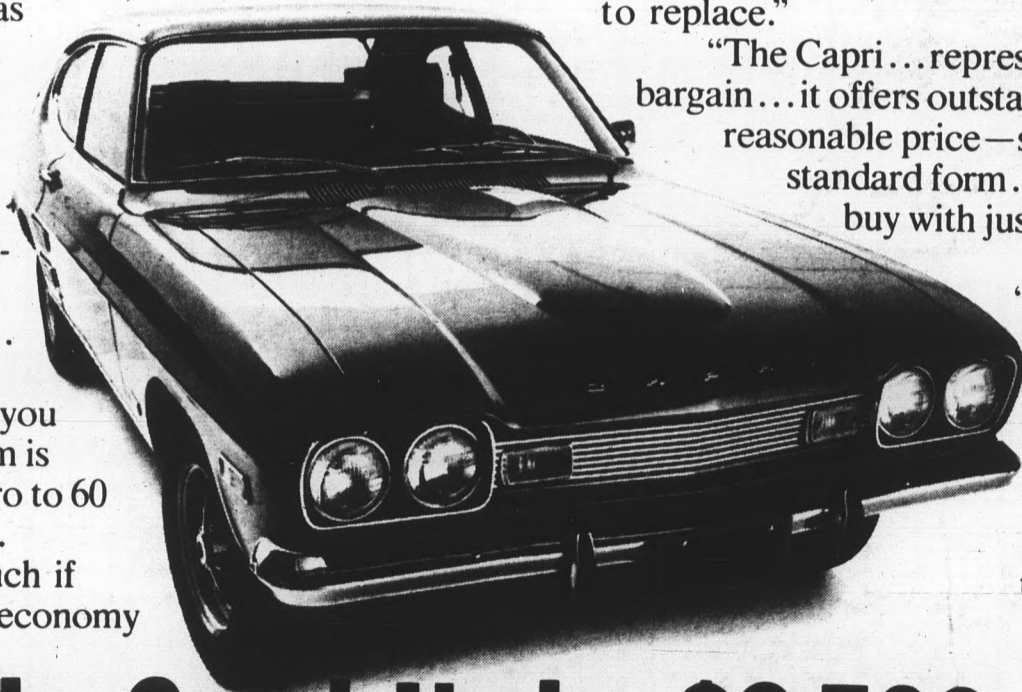 as
you
m is
ro to 60
ch if
economy
to replace.”
“The Capri...repres
bargain...it offers outsta
reasonable price—s
standard form.
buy with jus